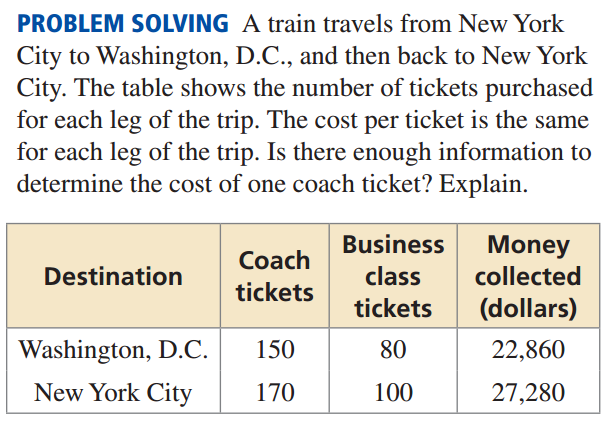 PROBLEM SOLVING A train travels from New York
City to Washington, D.C., and then back to New York
City. The table shows the number of tickets purchased
for each leg of the trip. The cost per ticket is the same
for each leg of the trip. Is there enough information to
determine the cost of one coach ticket? Explain.
Destination Coach tickets Business class tickets Money collected (dollars)
Washington, D.C. 150 80 22,860
New York City 170 100 27,280